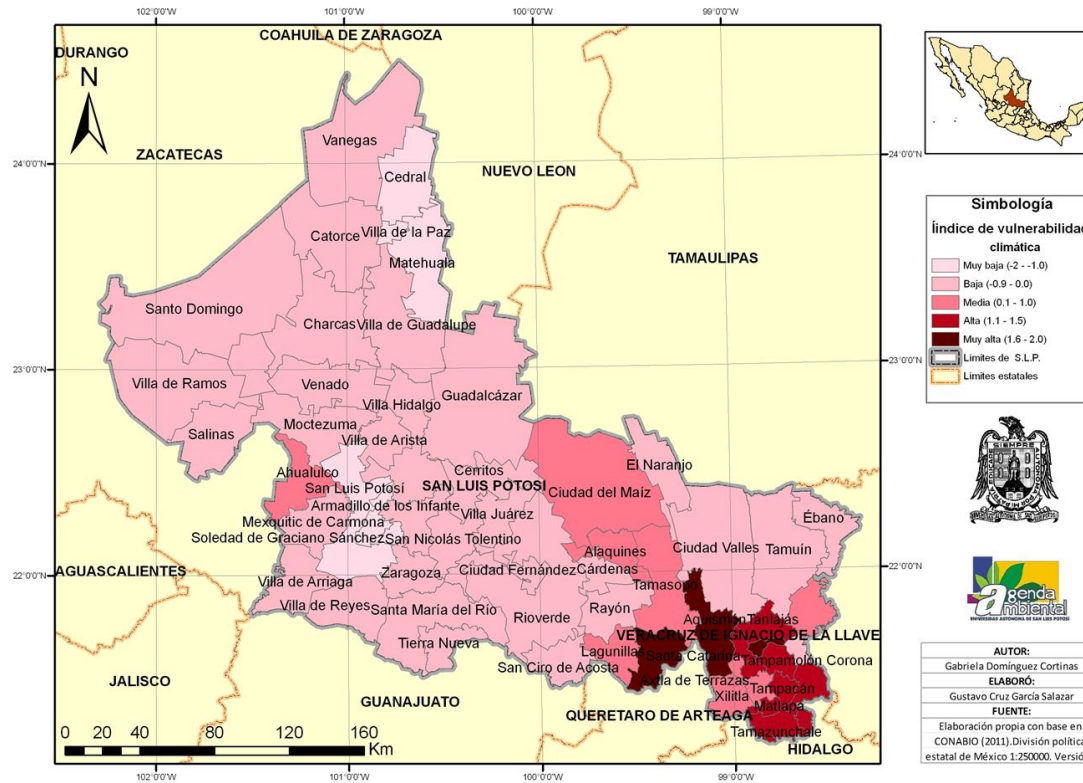 102°0'0"W 101°0'0"W 100°0'0"W 99°0'0"W
COAHUILA DE ZARAGOZA
DURANGO
N
Vanegas
ZACATECAS
24°0'0"N
24°0'0"N
NUEVO LEON
Cedral
Catorce
Villa de la Paz
Matehuala
TAMAULIPAS
Santo Domingo
Charcas
Villa de Guadalupe
23°0'0"N
23°0'0"N
Villa de Ramos
Venado
Guadalcázar
Villa Hidalgo
Salinas
Moctezuma
Villa de Arista
Ahualulco
Cerritos
El Naranjo
San Luis Potosí
SAN LUIS POTOSI
Ciudad del Maíz
Armadillo de los Infante
Villa Juárez
Mexquitic de Carmona
Ébano
Soledad de Graciano Sánchez
San Nicolás Tolentino
Alaquines
Ciudad Valles
Tamuín
AGUASCALIENTES
22°0'0"N
22°0'0"N
Villa de Arriaga
Zaragoza
Ciudad Fernández
Cárdenas
Tamasopo
Villa de Reyes
Santa María del Río
Rioverde
Rayón
Aquismón
Tanlajás
Tierra Nueva
VERACRUZ DE IGNACIO DE LA LLAVE
Lagunillas
Santa Catarina
Tampamolón Corona
San Ciro de Acosta
Axtla de Terrazas
JALISCO
Xilitla
Tampacán
GUANAJUATO
QUERETARO DE ARTEAGA
Matlapa
Tamazunchale
HIDALGO
0 20 40 80 120 160
Km
102°0'0"W 101°0'0"W 100°0'0"W 99°0'0"W
Simbología
Índice de vulnerabilidad
climática
Muy baja (-2 - -1.0)
Baja (-0.9 - 0.0)
Media (0.1 - 1.0)
Alta (1.1 - 1.5)
Muy alta (1.6 - 2.0)
Limites de S.L.P.
Limites estatales
agenda
ambiental
UNIVERSIDAD AUTONOMA DE SAN LUIS POTOSI
AUTOR:
Gabriela Domínguez Cortinas
ELABORÓ:
Gustavo Cruz García Salazar
FUENTE:
Elaboración propia con base en
CONABIO (2011).División política
estatal de México 1:250000. Versió